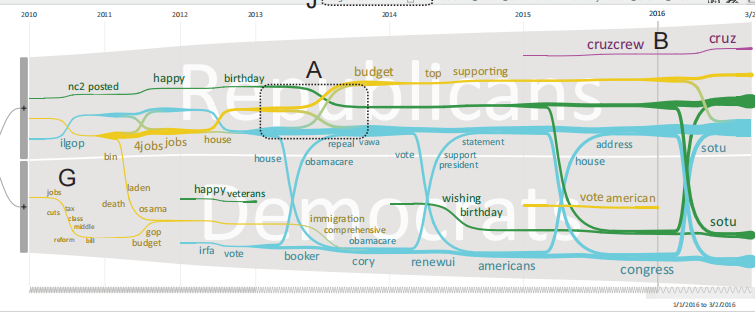 J
2010 2011 2012 2013 2014 2015 2016 3/2
Republicans
B
cruzcrew cruz
A
budget top supporting
nc2 posted happy birthday
ilgop bin 4jobs jobs house
repeal vawa statement address sotu
house obamacare vote support president house
G
Democrats
jobs
cuts tax class middle
reform bill
laden
death osama
gop
budget
happy veterans
wishing
birthday
vote american
immigration
comprehensive
obamacare
sotu
irfa vote booker cory renewui americans congress
1/1/2016 to 3/2/2016